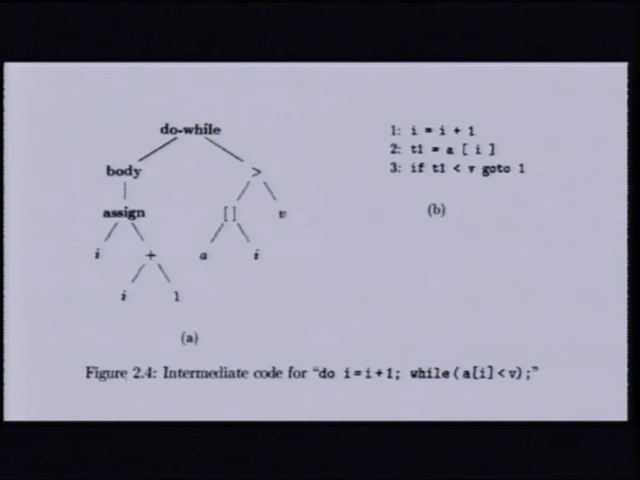 do-while
body >
assign [ ] v
i + a i
i 1
(a)
1: i = i + 1
2: t1 = a [ i ]
3: if t1 < v goto 1
(b)
Figure 2.4: Intermediate code for "do i=i+1; while(a[i]<v);"